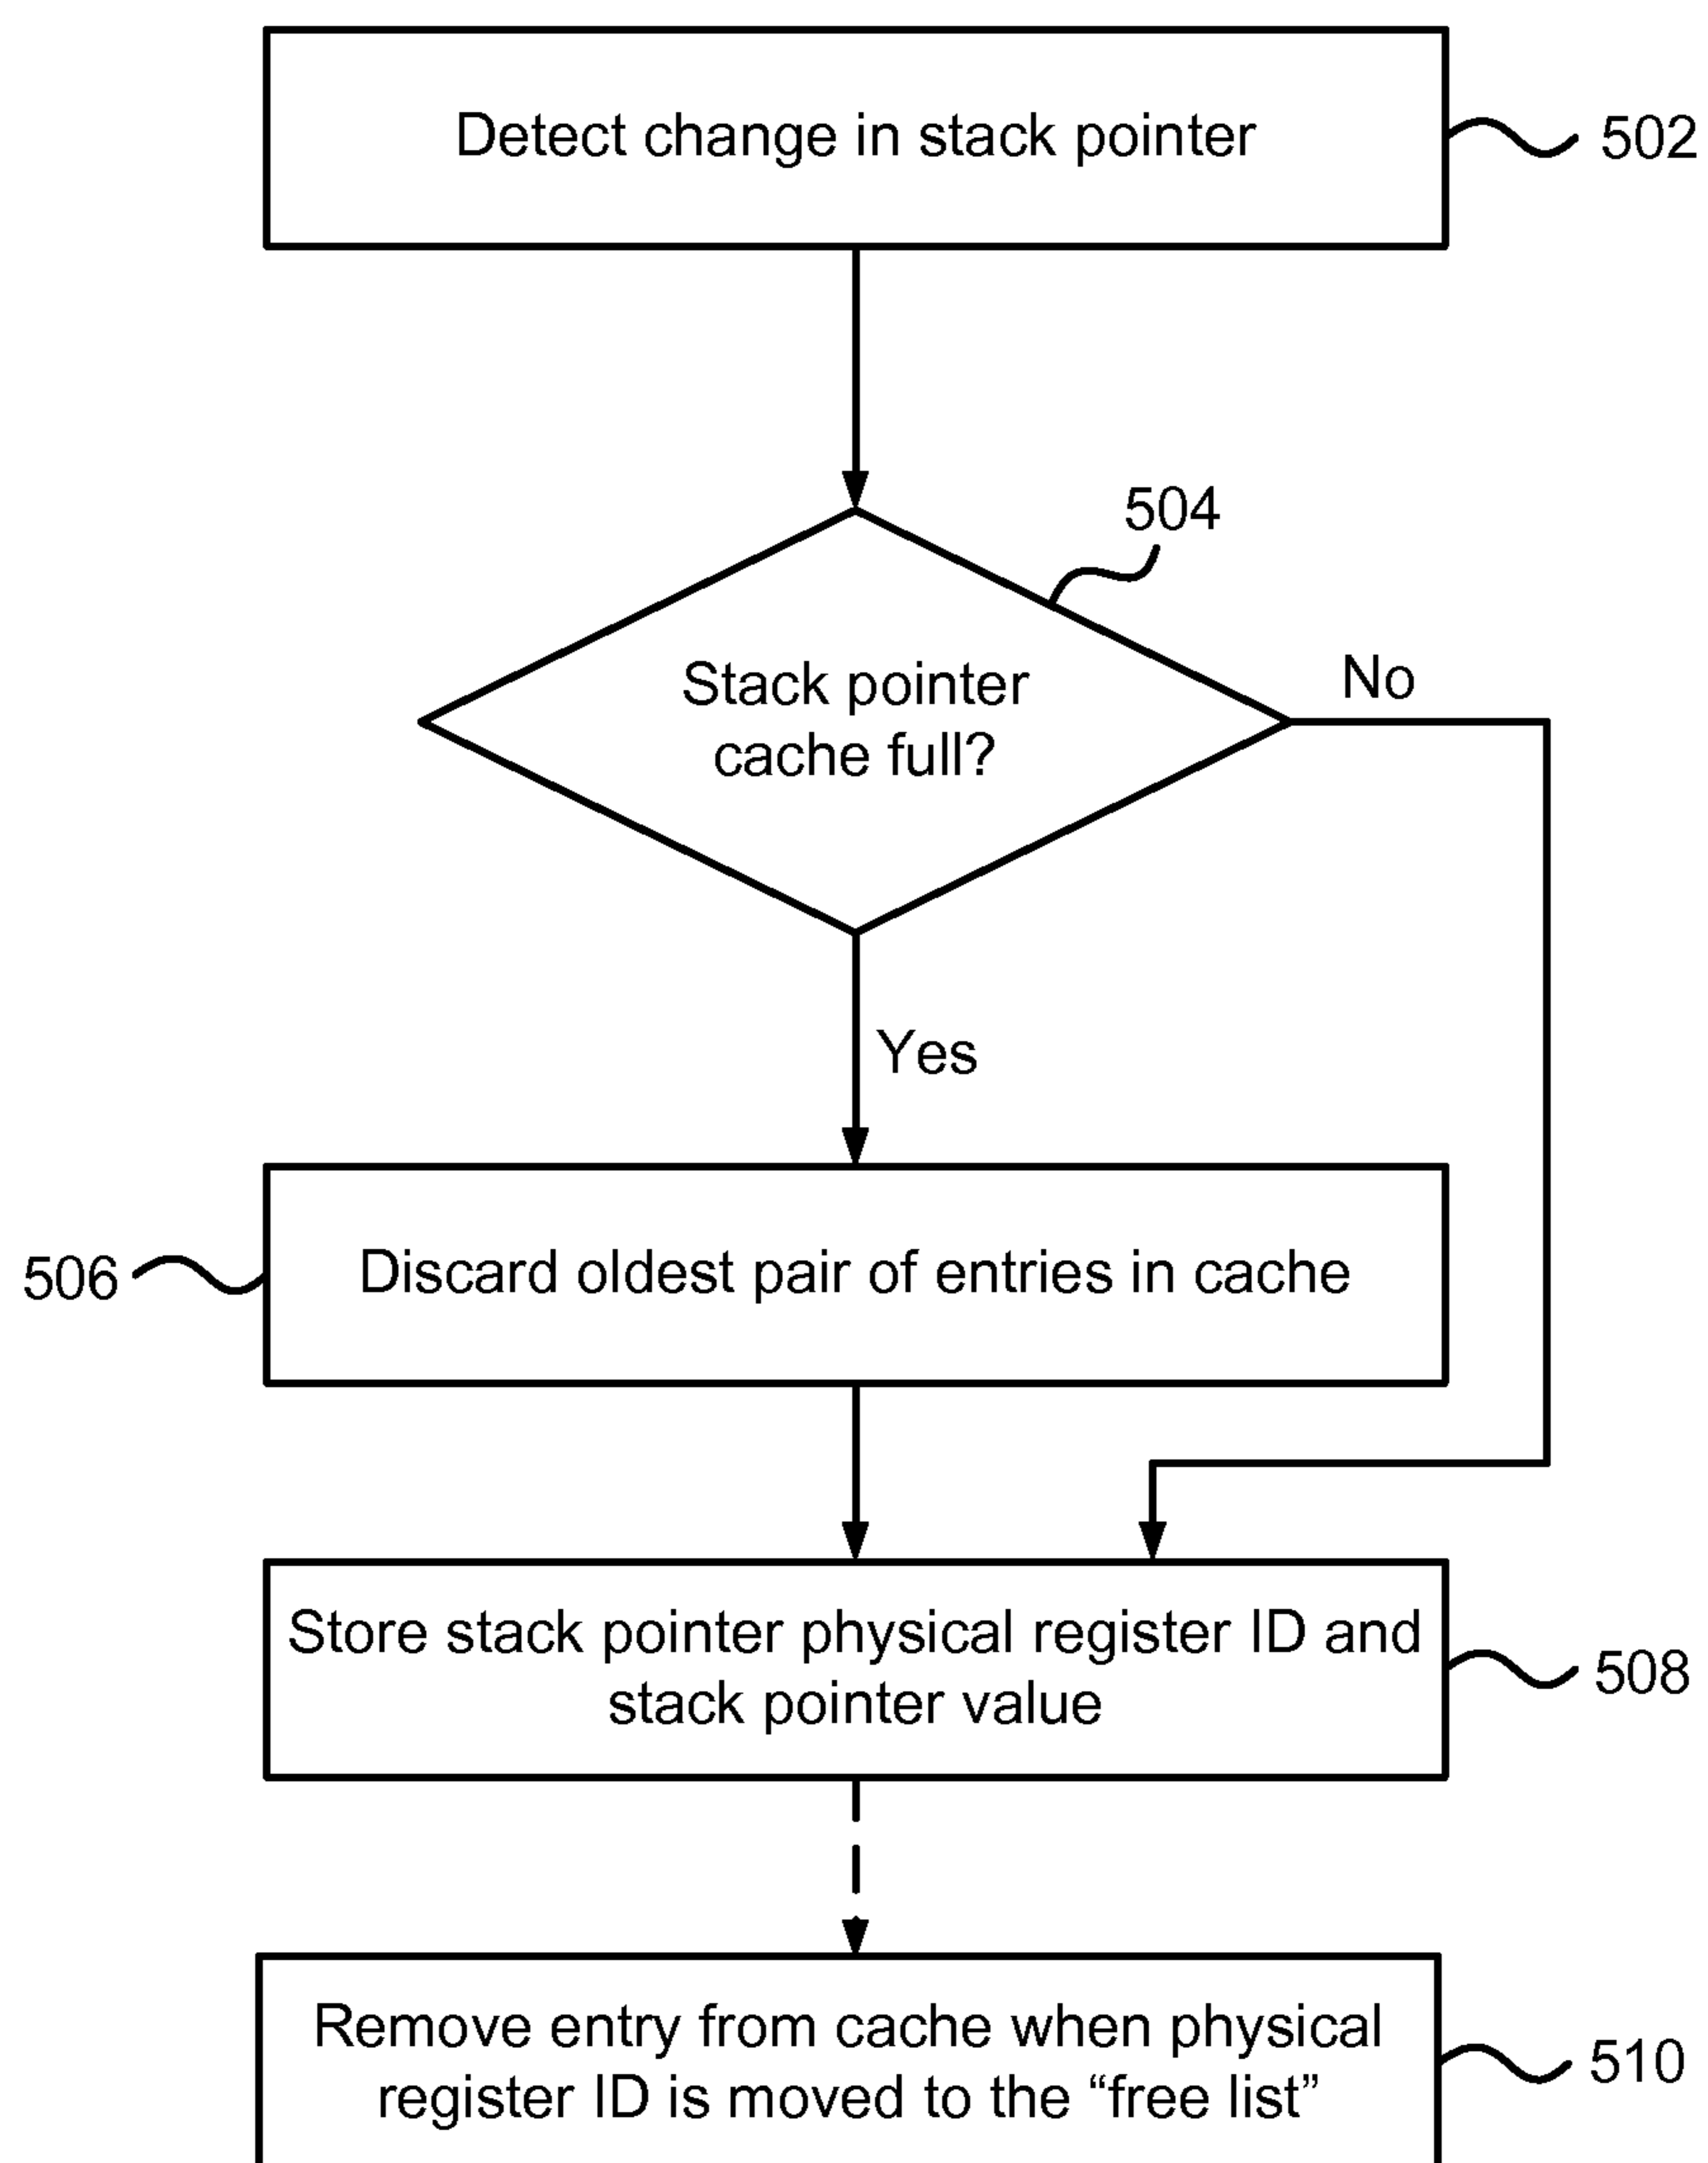 Detect change in stack pointer
502
504
Stack pointer
cache full?
No
Yes
506
Discard oldest pair of entries in cache
Store stack pointer physical register ID and
stack pointer value
508
Remove entry from cache when physical
register ID is moved to the “free list”
510